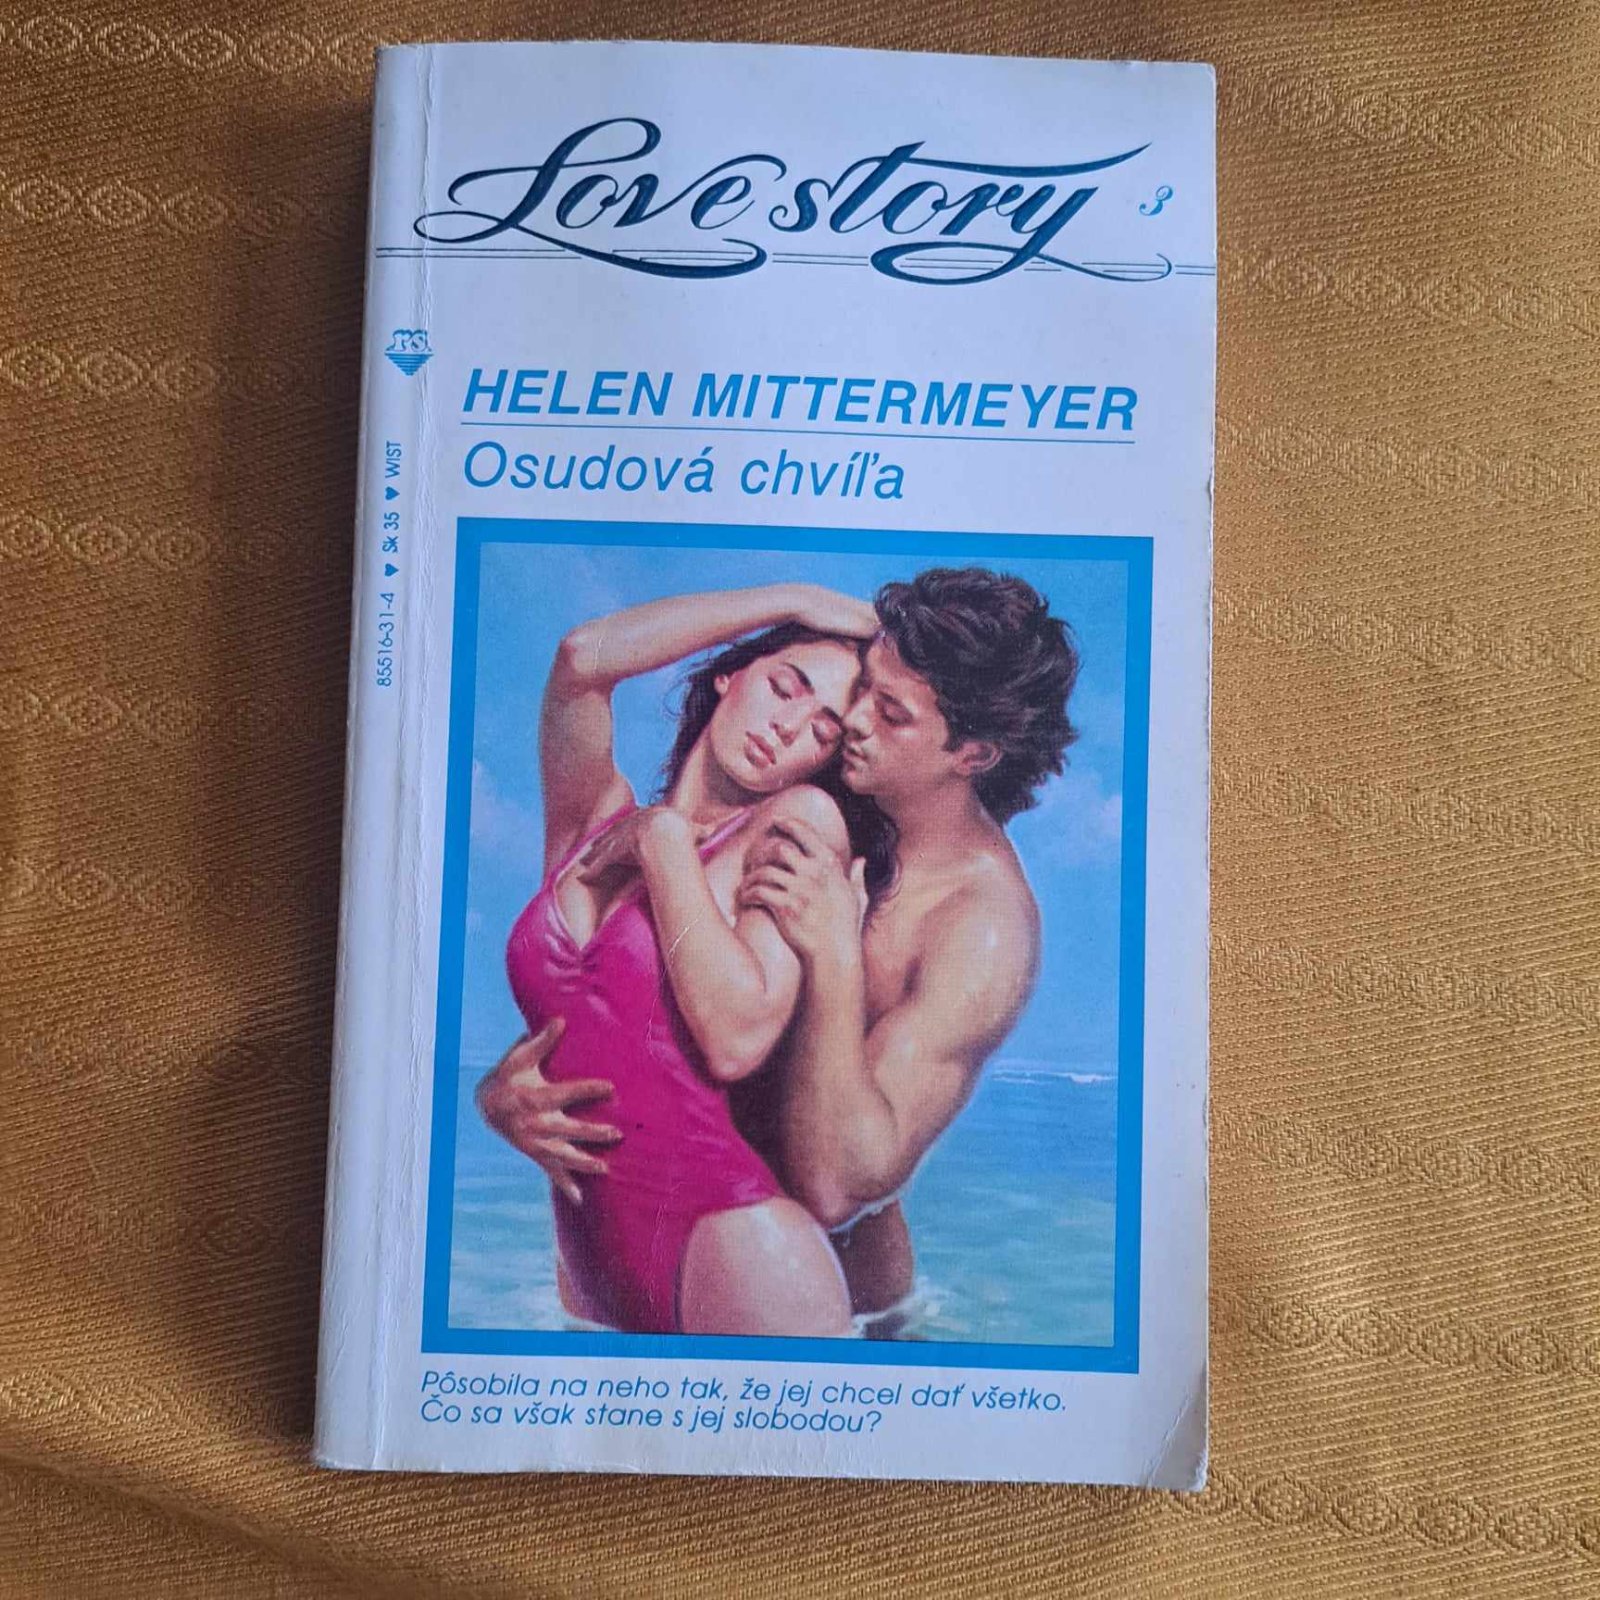 Love story 3
rs.
HELEN MITTERMEYER
Osudová chvíľa
85516-31-4 ♥ Sk 35 ♥ WIST
Pôsobila na neho tak, že jej chcel dať všetko.
Čo sa však stane s jej slobodou?